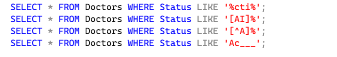 SELECT * FROM Doctors WHERE Status LIKE '%cti%';
SELECT * FROM Doctors WHERE Status LIKE '[AI]%';
SELECT * FROM Doctors WHERE Status LIKE '[^A]%';
SELECT * FROM Doctors WHERE Status LIKE 'Ac___';